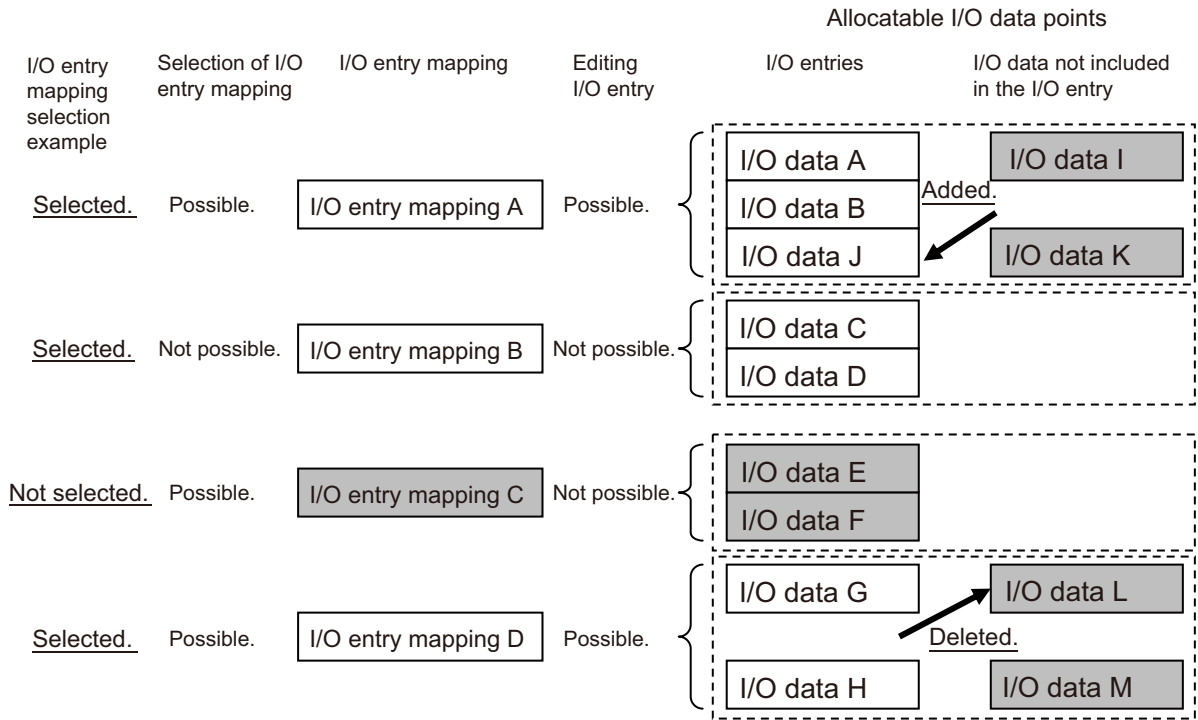 Allocatable I/O data points
I/O entry
mapping
selection
example
Selection of I/O
entry mapping
I/O entry mapping
Editing
I/O entry
I/O entries
I/O data not included
in the I/O entry
Selected.
Possible.
I/O entry mapping A
Possible.
I/O data A
I/O data B
I/O data J
Added.
I/O data I
I/O data K
Selected.
Not possible.
I/O entry mapping B
Not possible.
I/O data C
I/O data D
Not selected.
Possible.
I/O entry mapping C
Not possible.
I/O data E
I/O data F
Selected.
Possible.
I/O entry mapping D
Possible.
I/O data G
I/O data H
Deleted.
I/O data L
I/O data M